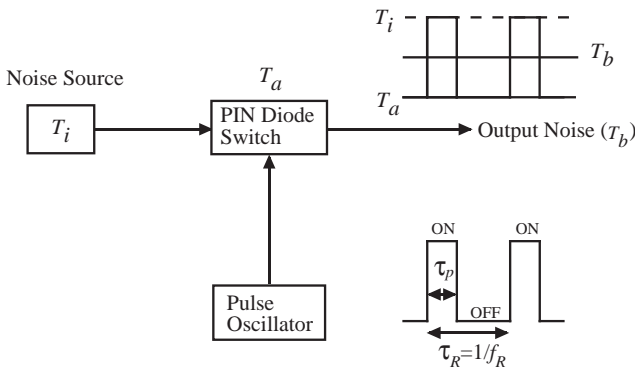 T_i
T_b
T_a
Noise Source
T_a
T_i
PIN Diode
Switch
Output Noise (T_b)
ON
ON
τ_p
OFF
τ_R=1/f_R
Pulse
Oscillator